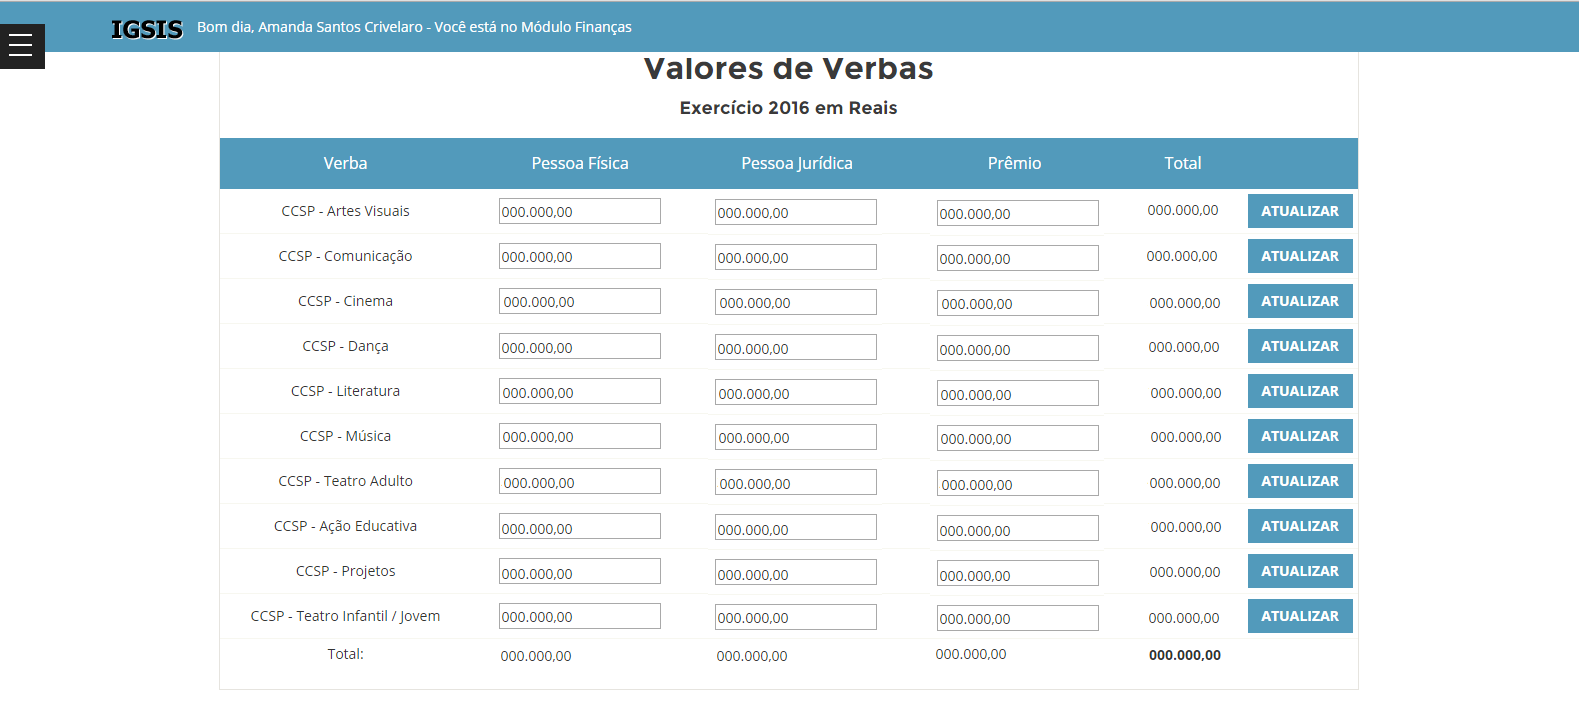 IGSIS Bom dia, Amanda Santos Crivelaro - Você está no Módulo Finanças
Valores de Verbas
Exercício 2016 em Reais
Verba Pessoa Física Pessoa Jurídica Prêmio Total
CCSP - Artes Visuais 000.000,00 000.000,00 000.000,00 000.000,00 ATUALIZAR
CCSP - Comunicação 000.000,00 000.000,00 000.000,00 000.000,00 ATUALIZAR
CCSP - Cinema 000.000,00 000.000,00 000.000,00 000.000,00 ATUALIZAR
CCSP - Dança 000.000,00 000.000,00 000.000,00 000.000,00 ATUALIZAR
CCSP - Literatura 000.000,00 000.000,00 000.000,00 000.000,00 ATUALIZAR
CCSP - Música 000.000,00 000.000,00 000.000,00 000.000,00 ATUALIZAR
CCSP - Teatro Adulto 000.000,00 000.000,00 000.000,00 000.000,00 ATUALIZAR
CCSP - Ação Educativa 000.000,00 000.000,00 000.000,00 000.000,00 ATUALIZAR
CCSP - Projetos 000.000,00 000.000,00 000.000,00 000.000,00 ATUALIZAR
CCSP - Teatro Infantil / Jovem 000.000,00 000.000,00 000.000,00 000.000,00 ATUALIZAR
Total: 000.000,00 000.000,00 000.000,00 000.000,00